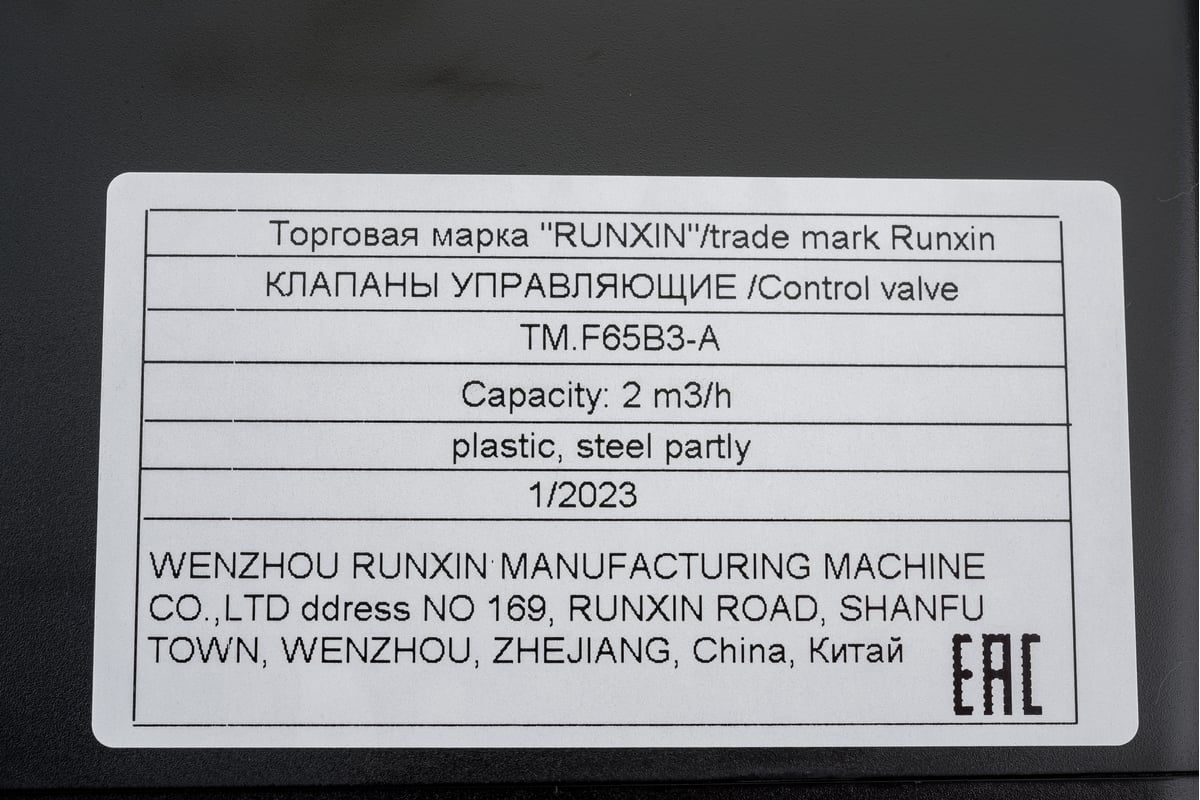 Торговая марка "RUNXIN"/trade mark Runxin
КЛАПАНЫ УПРАВЛЯЮЩИЕ /Control valve
TM.F65B3-A
Capacity: 2 m3/h
plastic, steel partly
1/2023
WENZHOU RUNXIN MANUFACTURING MACHINE
CO.,LTD ddress NO 169, RUNXIN ROAD, SHANFU
TOWN, WENZHOU, ZHEJIANG, China, Китай
EAC